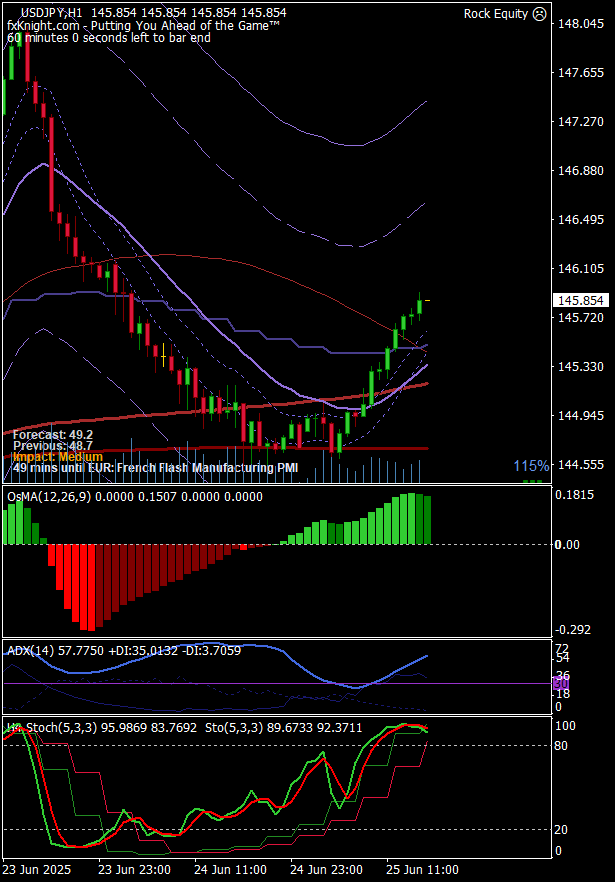 USDJPY,H1 145.854 145.854 145.854 145.854
Rock Equity
fxKnight.com - Putting You Ahead of the Game™
60 minutes 0 seconds left to bar end
148.045
147.655
147.270
146.880
146.495
146.105
145.854
145.720
145.330
144.945
144.555
Forecast: 49.2
Previous: 48.7
Impact: Medium
49 mins until EUR: French Flash Manufacturing PMI
115%
OsMA(12,26,9) 0.0000 0.1507 0.0000 0.0000
0.1815
0.00
-0.292
ADX(14) 57.7750 +DI:35.0132 -DI:3.7059
72
54
36
30
18
0
Stoch(5,3,3) 95.9869 83.7692 Sto(5,3,3) 89.6733 92.3711
100
80
20
0
23 Jun 2025
23 Jun 23:00
24 Jun 11:00
24 Jun 23:00
25 Jun 11:00